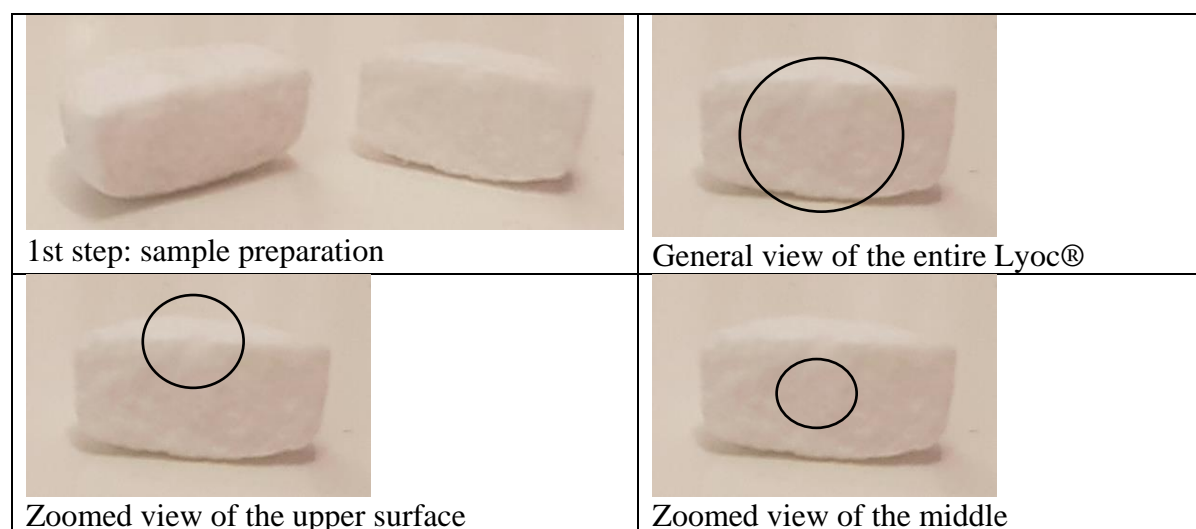 1st step: sample preparation
General view of the entire Lyoc®
Zoomed view of the upper surface
Zoomed view of the middle